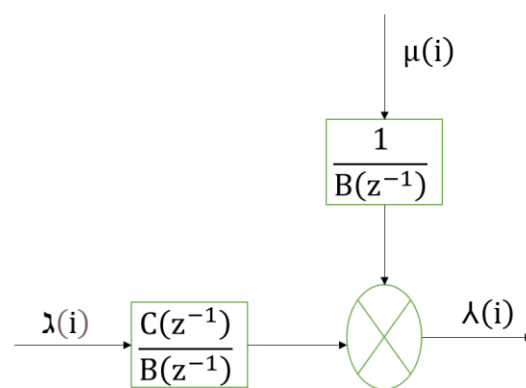 μ(i)
1
B(z⁻¹)
ג(i)
C(z⁻¹)
B(z⁻¹)
⅄(i)